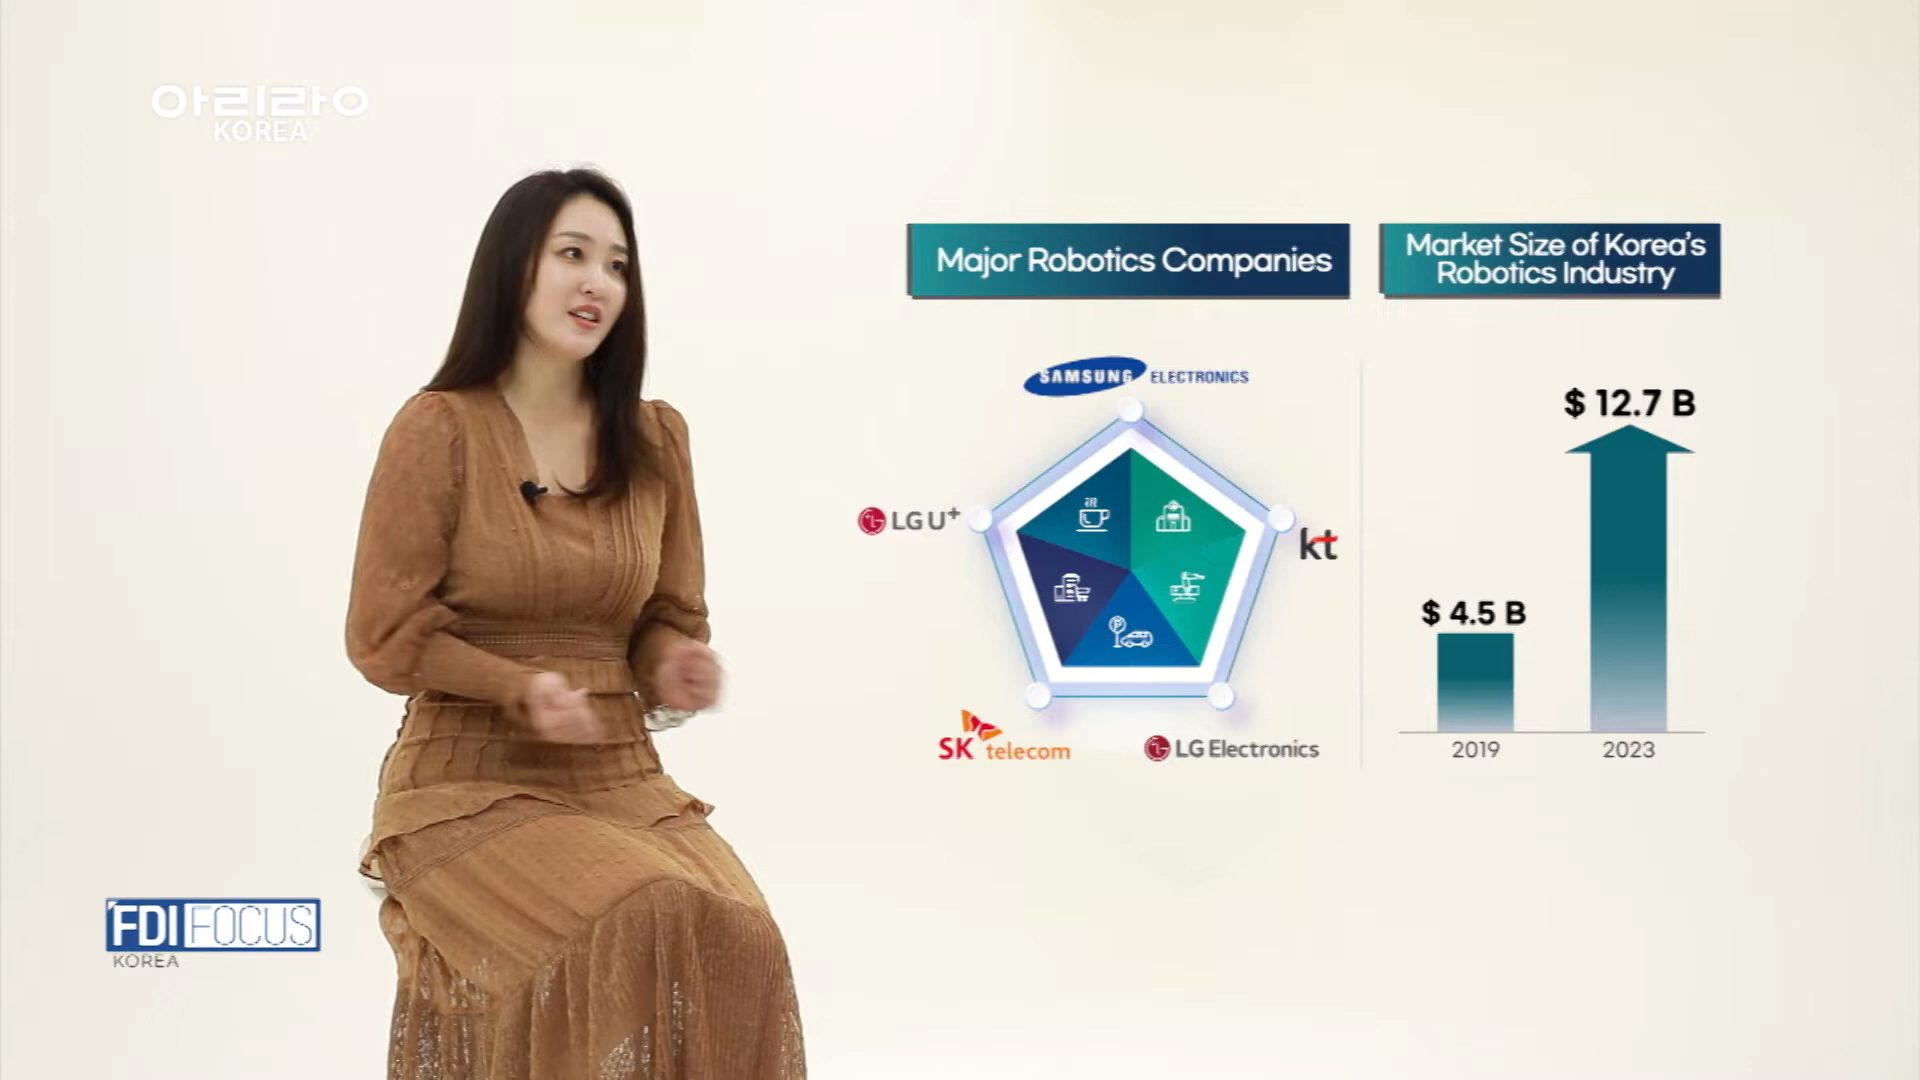 아리랑
KOREA
Major Robotics Companies
Market Size of Korea's
Robotics Industry
SAMSUNG ELECTRONICS
LG U+
kt
SK telecom
LG Electronics
P
$ 12.7 B
$ 4.5 B
2019
2023
FDI FOCUS
KOREA